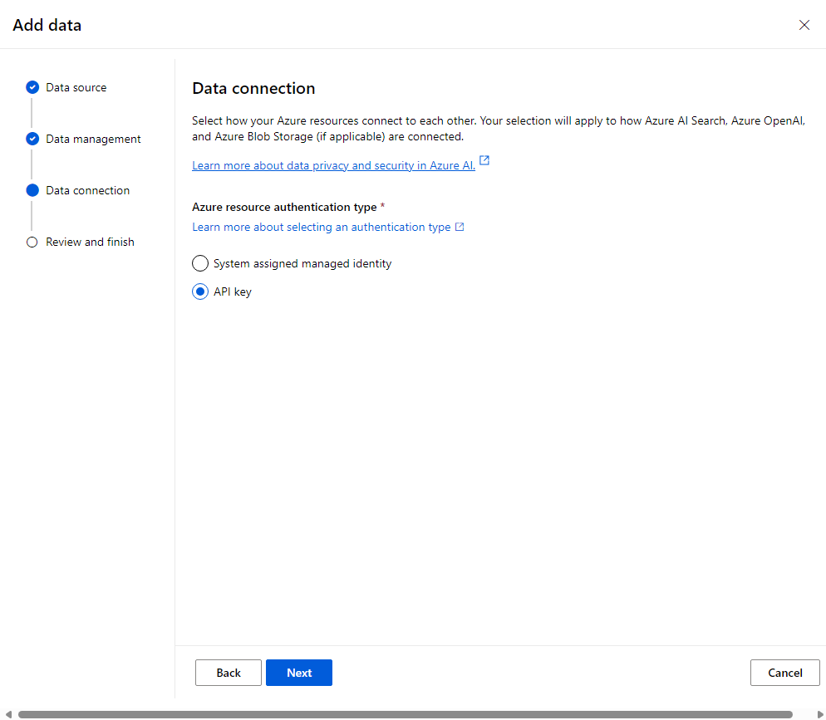 Add data
Data source
Data management
Data connection
Review and finish
Data connection
Select how your Azure resources connect to each other. Your selection will apply to how Azure AI Search, Azure OpenAI,
and Azure Blob Storage (if applicable) are connected.
Learn more about data privacy and security in Azure AI.
Azure resource authentication type *
Learn more about selecting an authentication type
System assigned managed identity
API key
Back
Next
Cancel